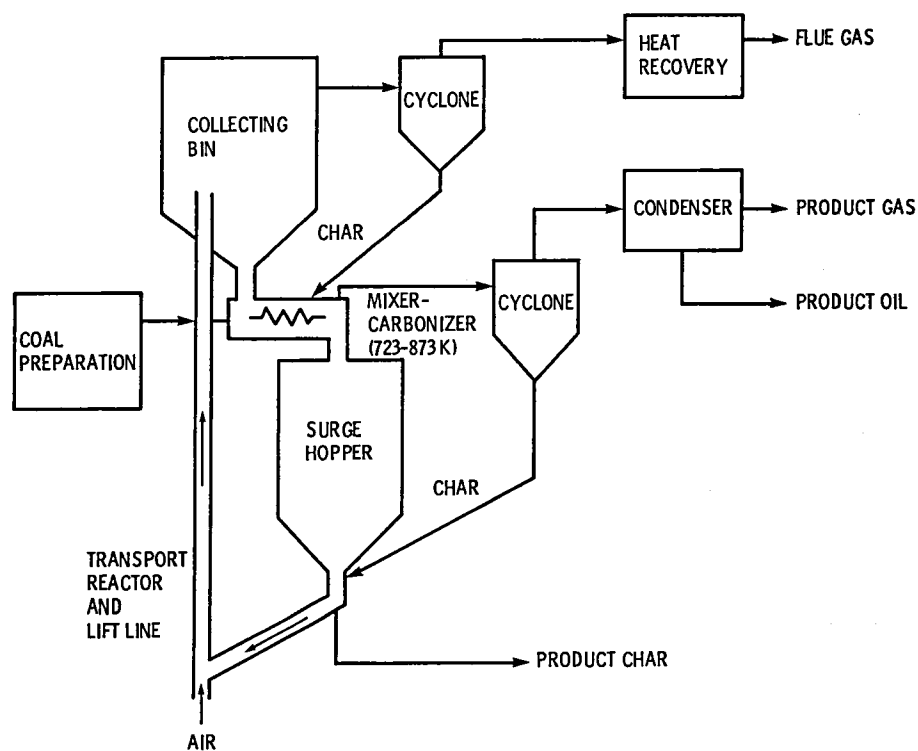 HEAT
RECOVERY
FLUE GAS
CYCLONE
COLLECTING
BIN
CONDENSER
PRODUCT GAS
CHAR
CYCLONE
PRODUCT OIL
MIXER-
CARBONIZER
(723-873K)
COAL
PREPARATION
SURGE
HOPPER
CHAR
TRANSPORT
REACTOR
AND
LIFT LINE
PRODUCT CHAR
AIR